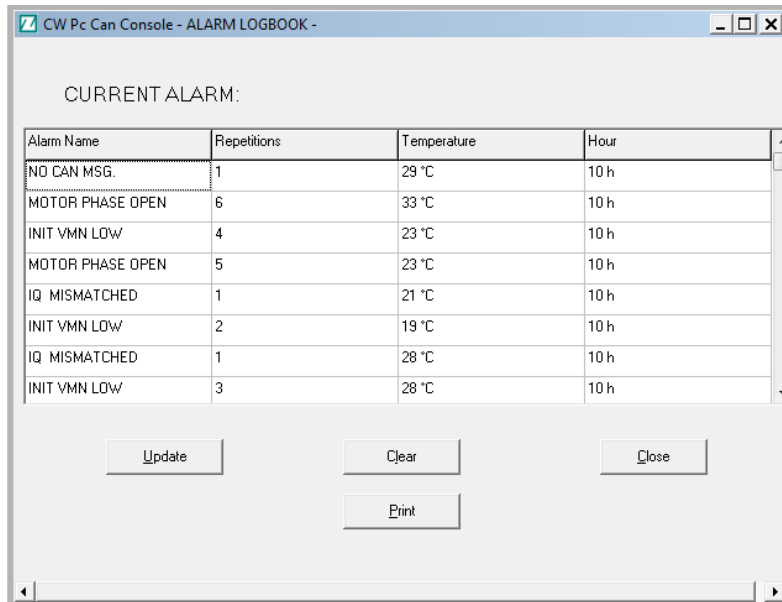 CW Pc Can Console - ALARM LOGBOOK -
CURRENT ALARM:
Alarm Name Repetitions Temperature Hour
NO CAN MSG. 1 29 °C 10 h
MOTOR PHASE OPEN 6 33 °C 10 h
INIT VMN LOW 4 23 °C 10 h
MOTOR PHASE OPEN 5 23 °C 10 h
IQ  MISMATCHED 1 21 °C 10 h
INIT VMN LOW 2 19 °C 10 h
IQ  MISMATCHED 1 28 °C 10 h
INIT VMN LOW 3 28 °C 10 h
Update Clear Close
Print